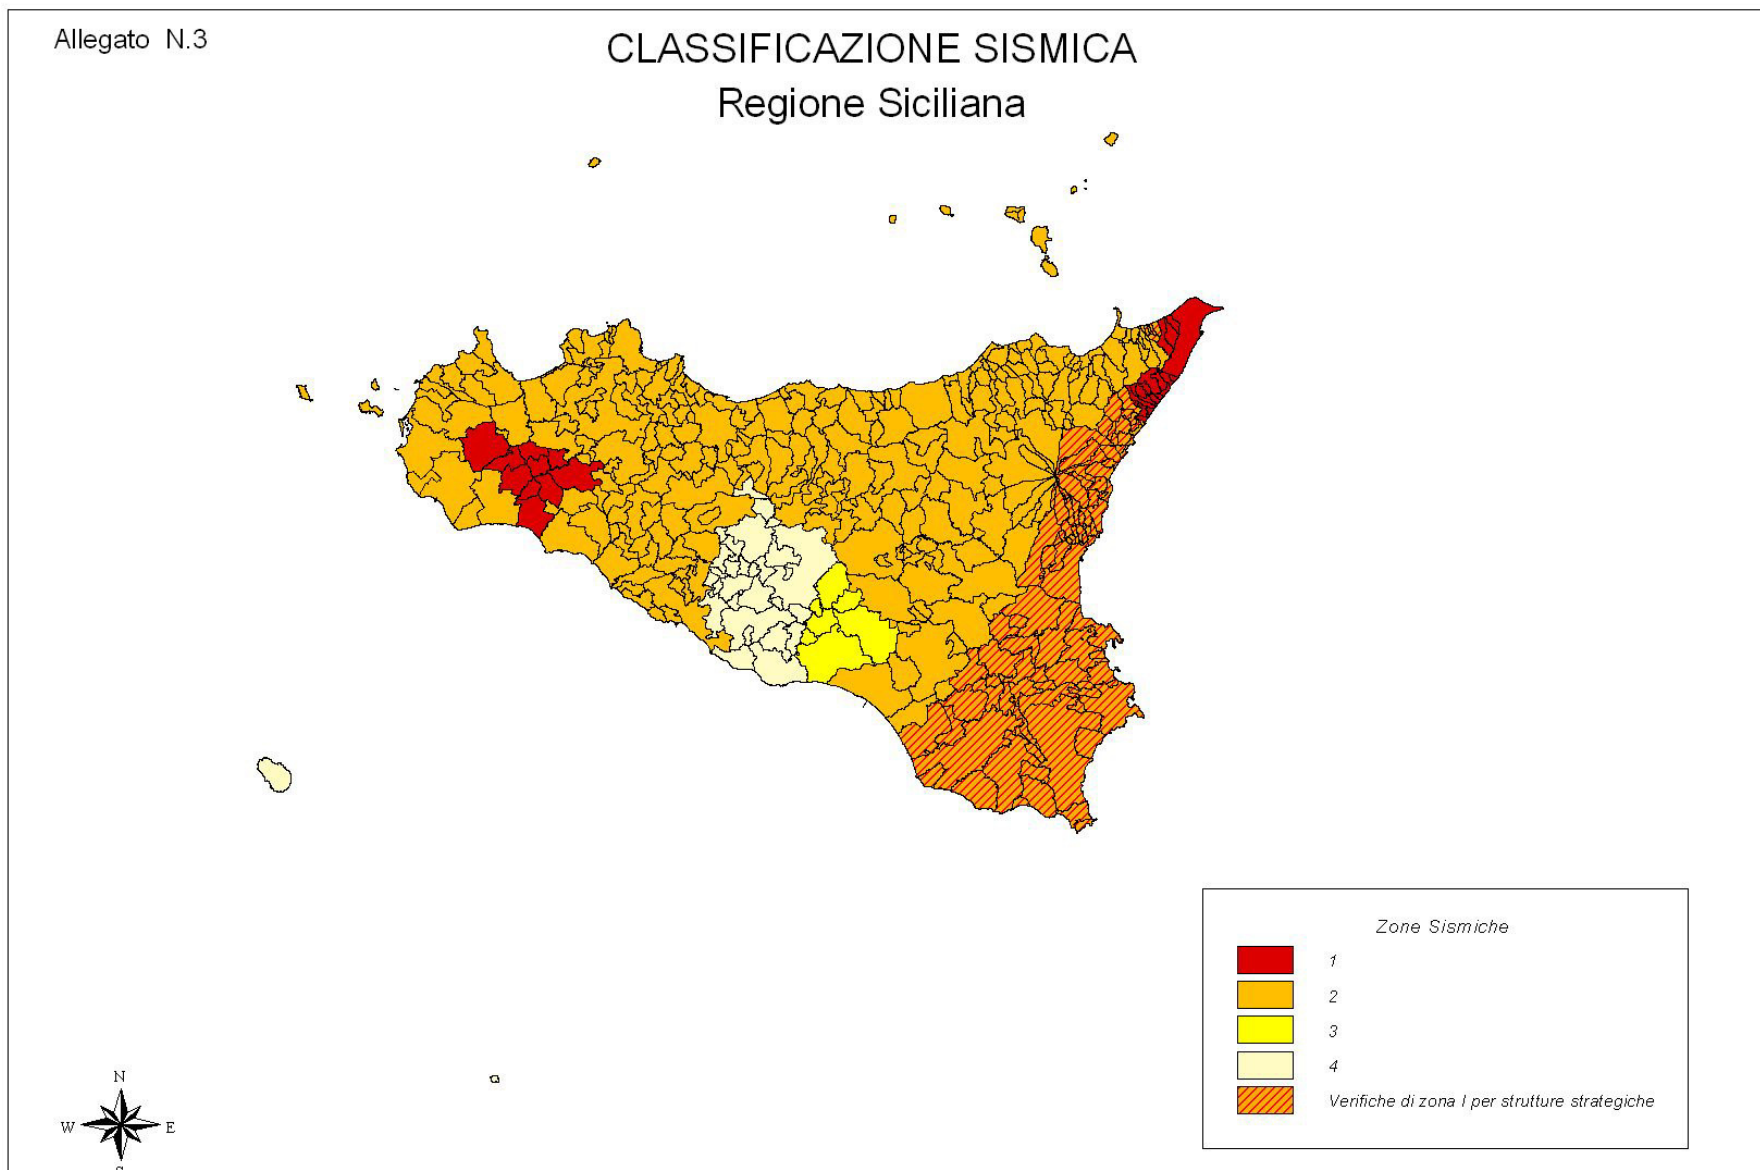 Allegato N.3
CLASSIFICAZIONE SISMICA
Regione Siciliana
Zone Sismiche
1
2
3
4
Verifiche di zona I per strutture strategiche
N
W E
S